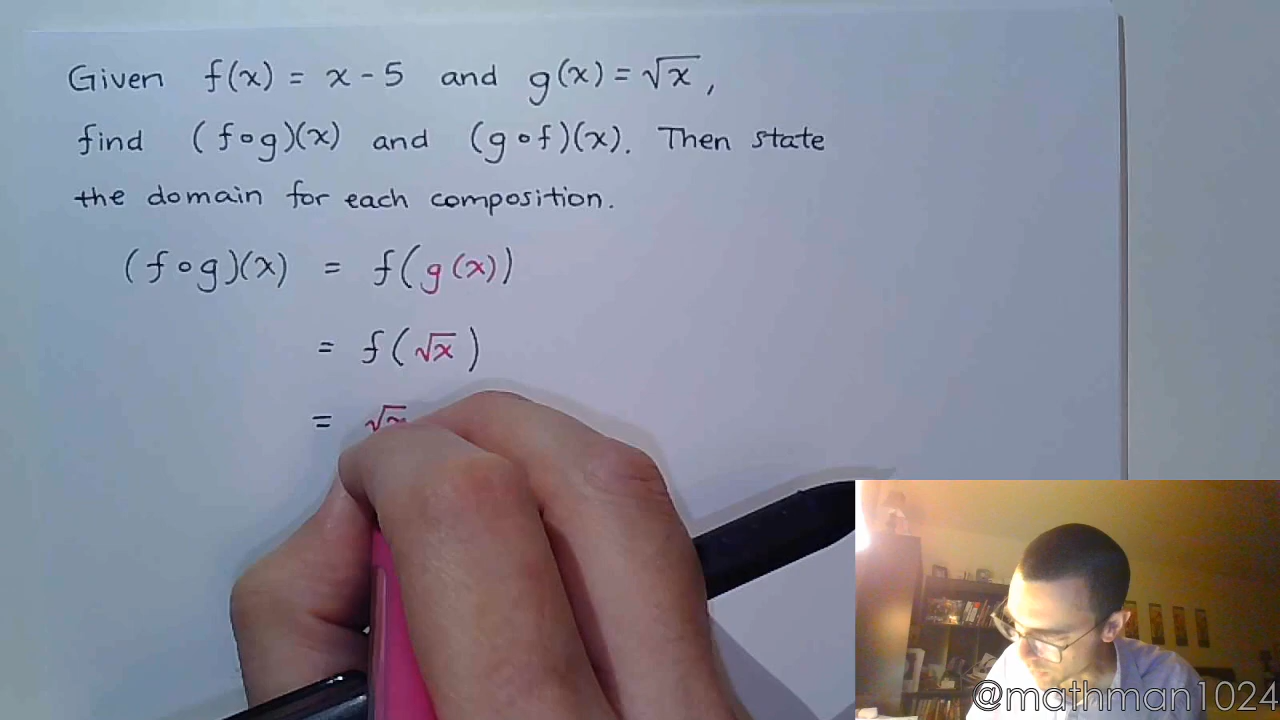 Given f(x) = x - 5 and g(x) = √x,
find (f∘g)(x) and (g∘f)(x). Then state
the domain for each composition.
(f∘g)(x) = f(g(x))
= f(√x)
= √x
@mathman1024